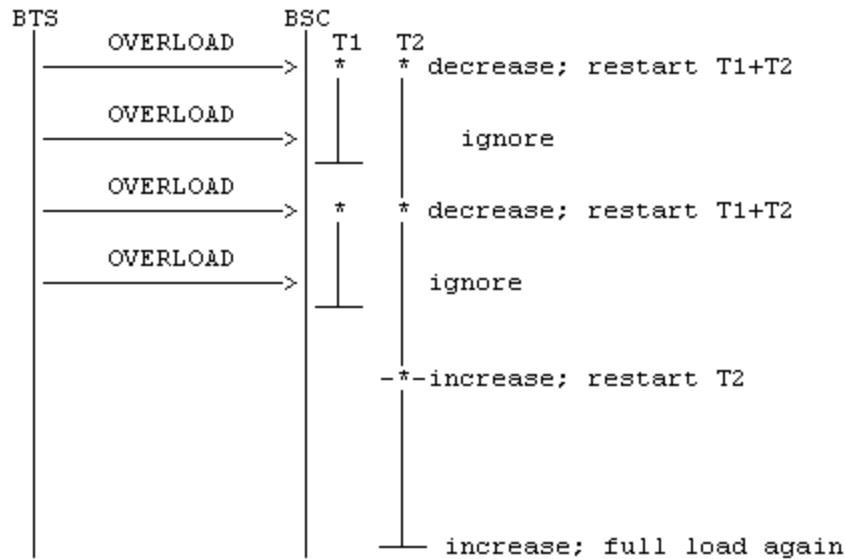 BTS BSC
OVERLOAD T1 T2
* * decrease; restart T1+T2
OVERLOAD
ignore
OVERLOAD
* * decrease; restart T1+T2
OVERLOAD
ignore
-*-increase; restart T2
increase; full load again